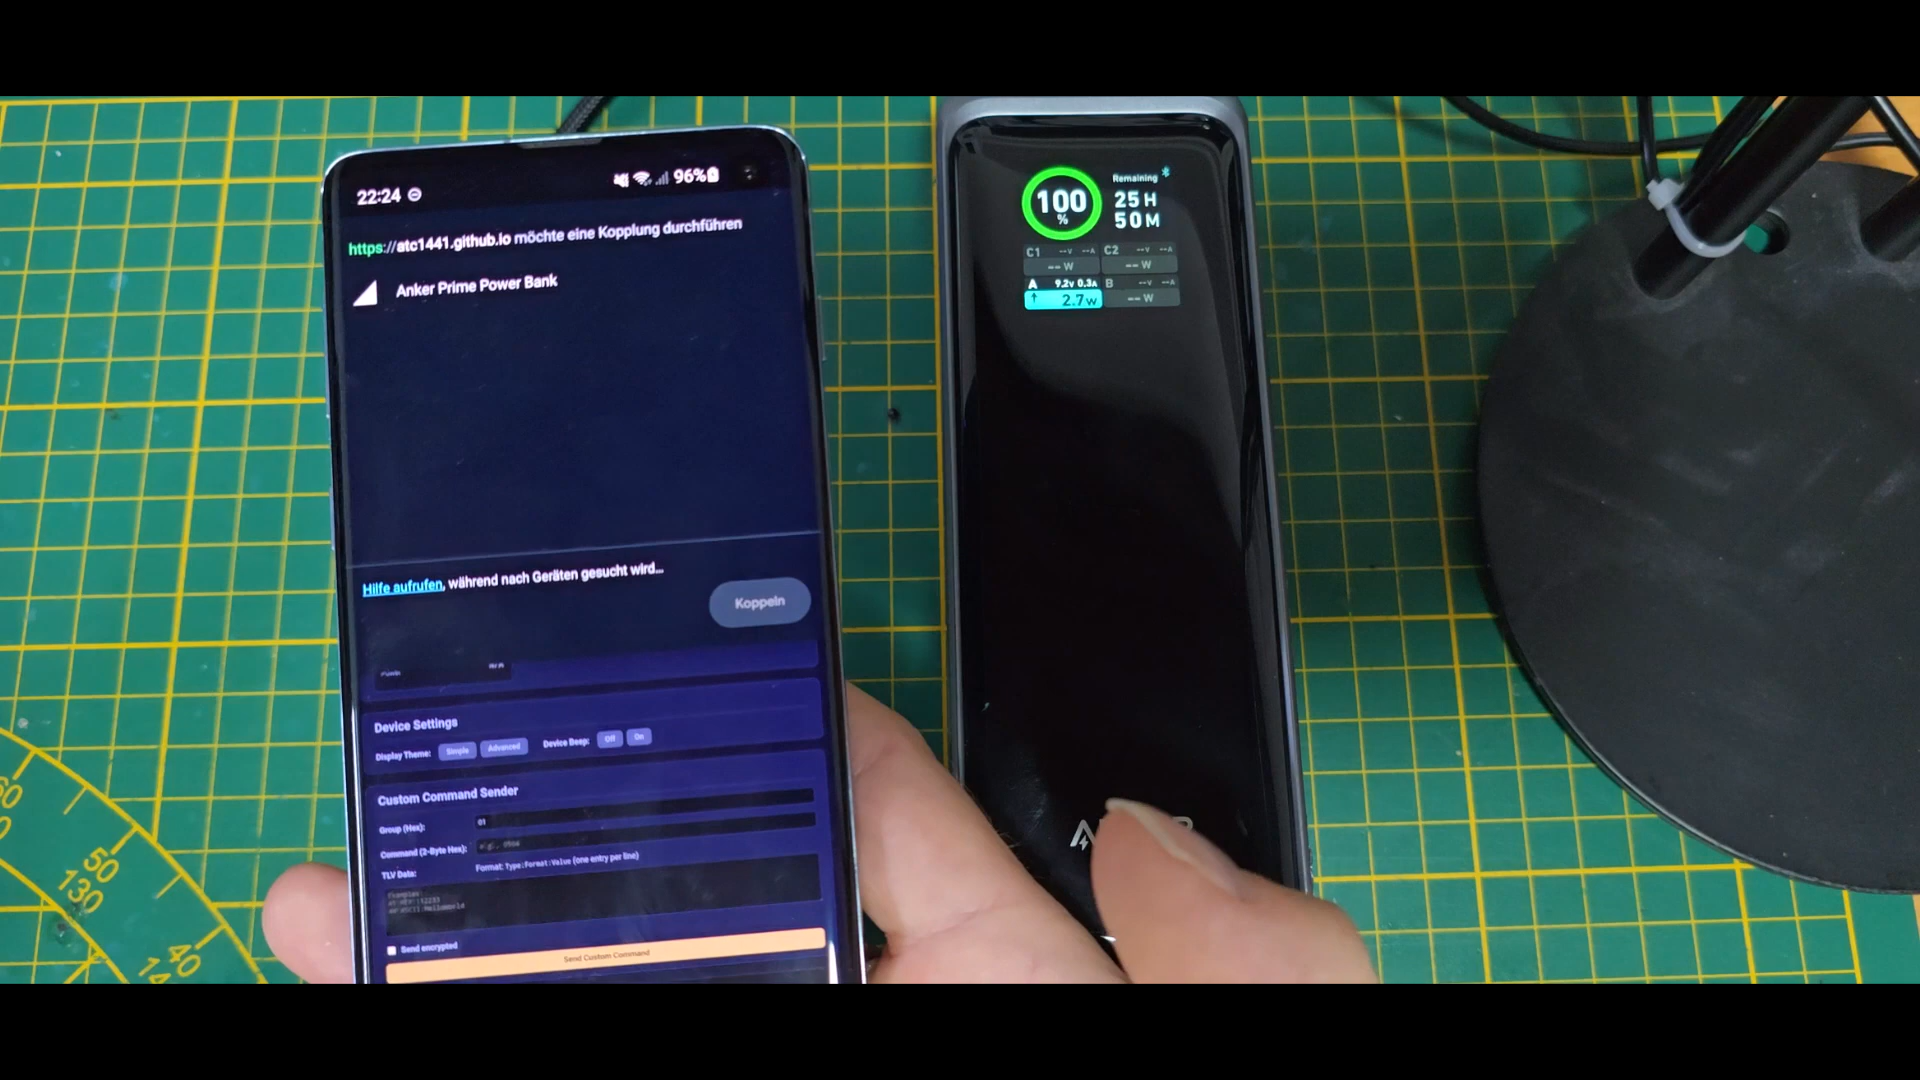 22:24
96%
https://atc1441.github.io möchte eine Kopplung durchführen
Anker Prime Power Bank
Hilfe aufrufen, während nach Geräten gesucht wird...
Koppeln
Device Settings
Display Theme: Simple Advanced Device Beep: Off On
Custom Command Sender
Group (Hex): 01
Command (2-Byte Hex):
Format: Type:Format:Value (one entry per line)
TLV Data:
Send encrypted
Send Custom Command
100 %
Remaining
25H
50M
C1 --V --A C2 --V --A
-- W -- W
A 9.2V 0.3A B --V --A
2.7W -- W
50
130
40